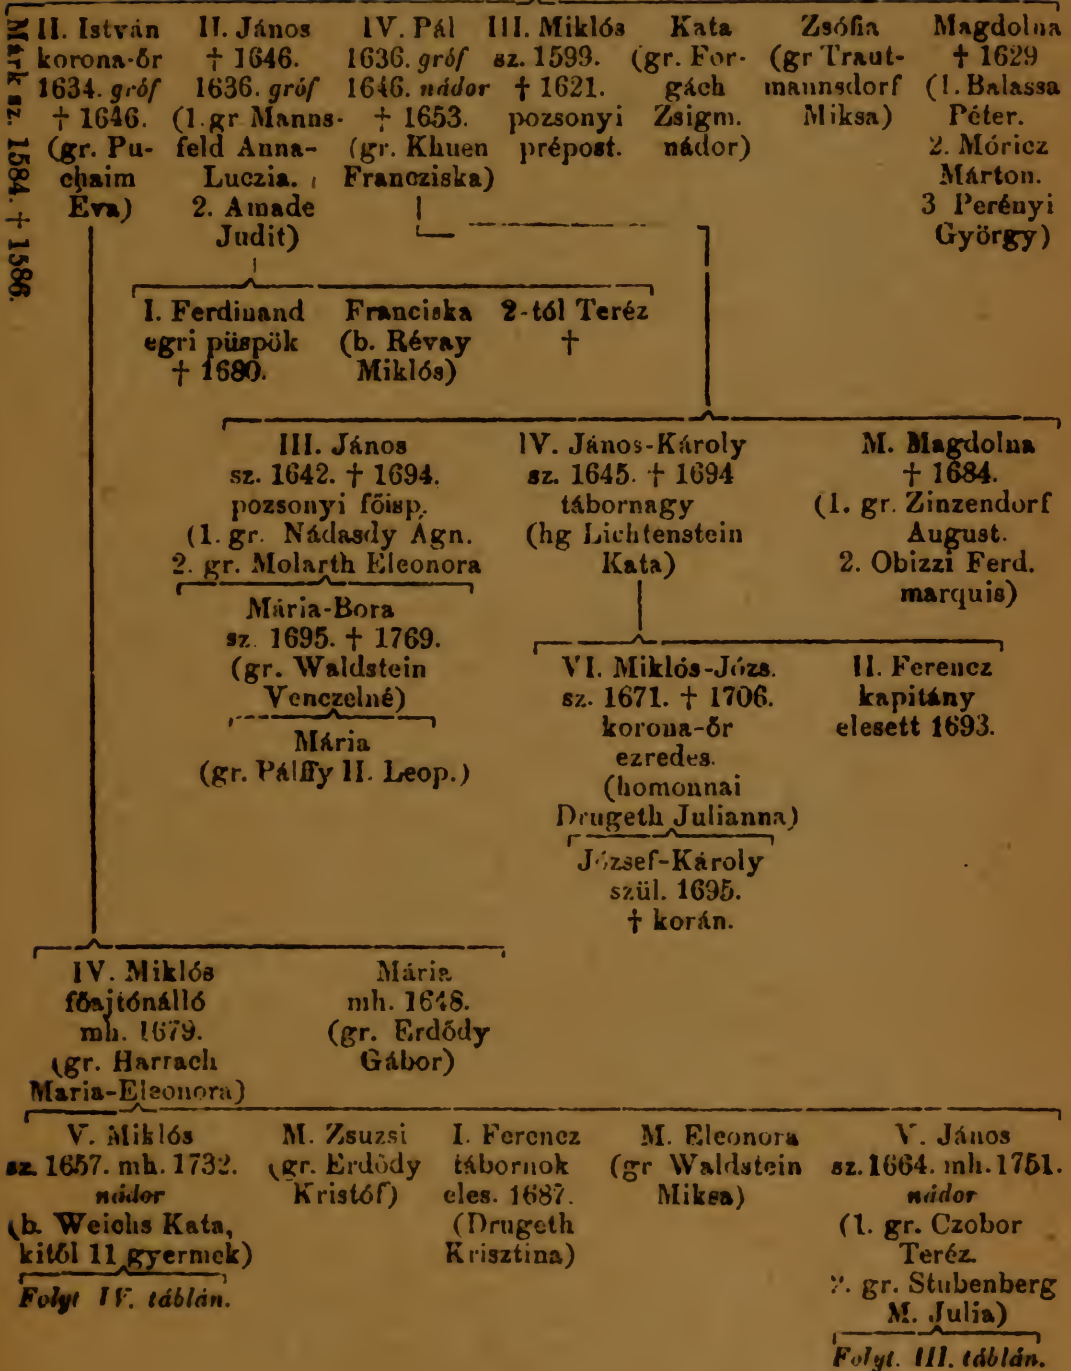 Márk sz. 1584. † 1586.
II. István
korona-őr
1634. gróf
† 1646.
(gr. Pu-
chaim
Éva)
II. János
† 1646.
1636. gróf
(1. gr Manns-
feld Anna-
Luczia.
2. Amade
Judit)
IV. Pál
1636. gróf
1646. nádor
† 1653.
(gr. Khuen
Francziska)
III. Miklós
sz. 1599.
† 1621.
pozsonyi
prépost.
Kata
(gr. For-
gách
Zsigm.
nádor)
Zsófia
(gr Traut-
mannsdorf
Miksa)
Magdolna
† 1629
(1. Balassa
Péter.
2. Móricz
Márton.
3 Perényi
György)
I. Ferdinand
egri püspök
† 1680.
Franciska
(b. Révay
Miklós)
2-tól Teréz
†
III. János
sz. 1642. † 1694.
pozsonyi főisp.
(1. gr. Nádasdy Ágn.
2. gr. Molarth Eleonora
IV. János-Károly
sz. 1645. † 1694
tábornagy
(hg Lichtenstein
Kata)
M. Magdolna
† 1684.
(1. gr. Zinzendorf
August.
2. Obizzi Ferd.
marquis)
Mária-Bora
sz. 1695. † 1769.
(gr. Waldstein
Venczelné)
Mária
(gr. Pálffy II. Leop.)
VI. Miklós-Józs.
sz. 1671. † 1706.
korona-őr
ezredes.
(homonnai
Drugeth Julianna)
II. Ferencz
kapitány
elesett 1693.
József-Károly
szül. 1695.
† korán.
IV. Miklós
főajtónálló
mh. 1679.
(gr. Harrach
Maria-Eleonora)
Mária
mh. 1648.
(gr. Erdődy
Gábor)
V. Miklós
sz. 1657. mh. 1732.
nádor
(b. Weichs Kata,
kitől 11 gyermek)
Folyt IV. táblán.
M. Zsuzsi
(gr. Erdődy
Kristóf)
I. Ferencz
tábornok
eles. 1687.
(Drugeth
Krisztina)
M. Eleonora
(gr Waldstein
Miksa)
V. János
sz. 1664. mh. 1751.
nádor
(1. gr. Czobor
Teréz.
2. gr. Stubenberg
M. Julia)
Folyt. III. táblán.